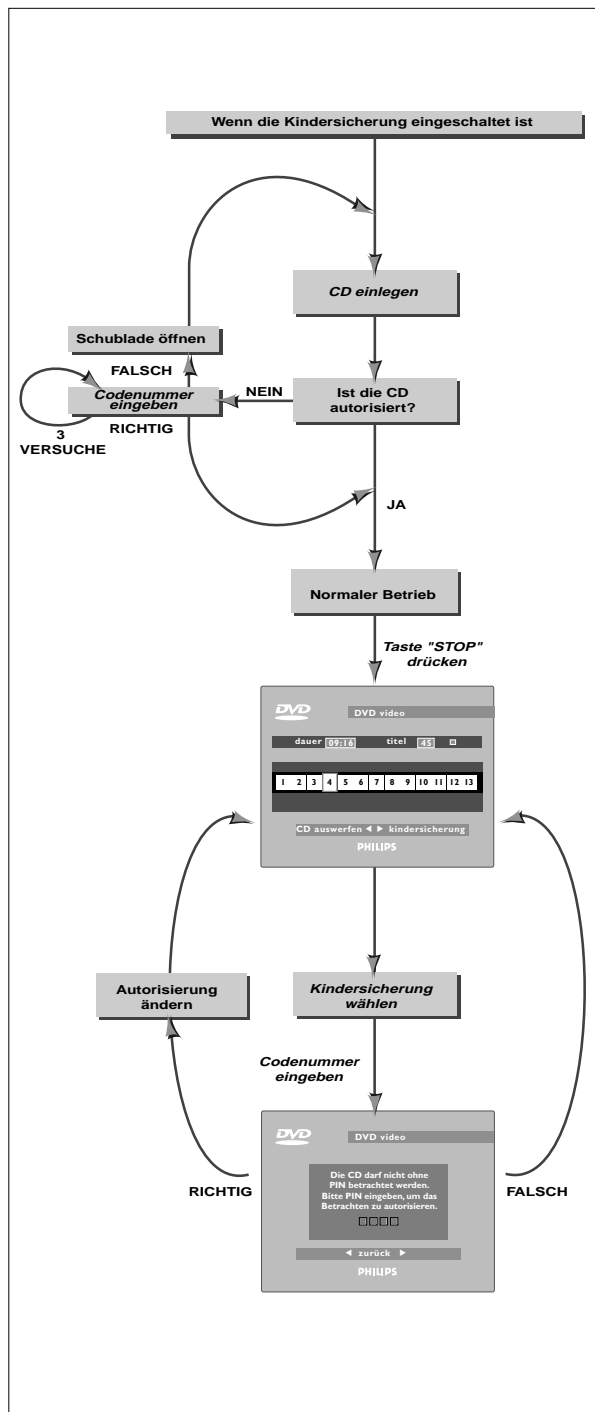 Wenn die Kindersicherung eingeschaltet ist
CD einlegen
Schublade öffnen
FALSCH
Codenummer
eingeben
NEIN
Ist die CD
autorisiert?
RICHTIG
3
VERSUCHE
JA
Normaler Betrieb
Taste "STOP"
drücken
DVD
DVD video
dauer 09:16 titel 45
1 2 3 4 5 6 7 8 9 10 11 12 13
CD auswerfen ◄ ► kindersicherung
PHILIPS
Autorisierung
ändern
Kindersicherung
wählen
Codenummer
eingeben
DVD
DVD video
Die CD darf nicht ohne
PIN betrachtet werden.
Bitte PIN eingeben, um das
Betrachten zu autorisieren.
RICHTIG
FALSCH
◄ zurück ►
PHILIPS